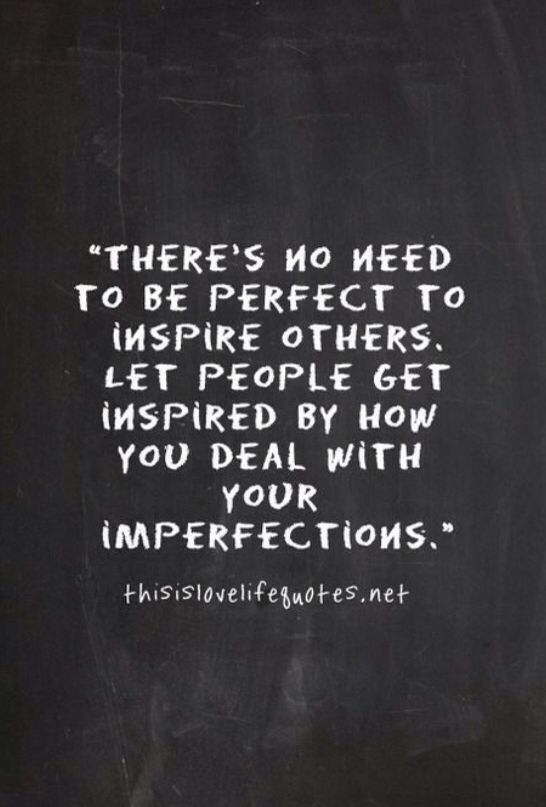 “THERE'S NO NEED
TO BE PERFECT TO
INSPIRE OTHERS.
LET PEOPLE GET
INSPIRED BY HOW
YOU DEAL WITH
YOUR
IMPERFECTIONS.”
thisislovelifequotes.net